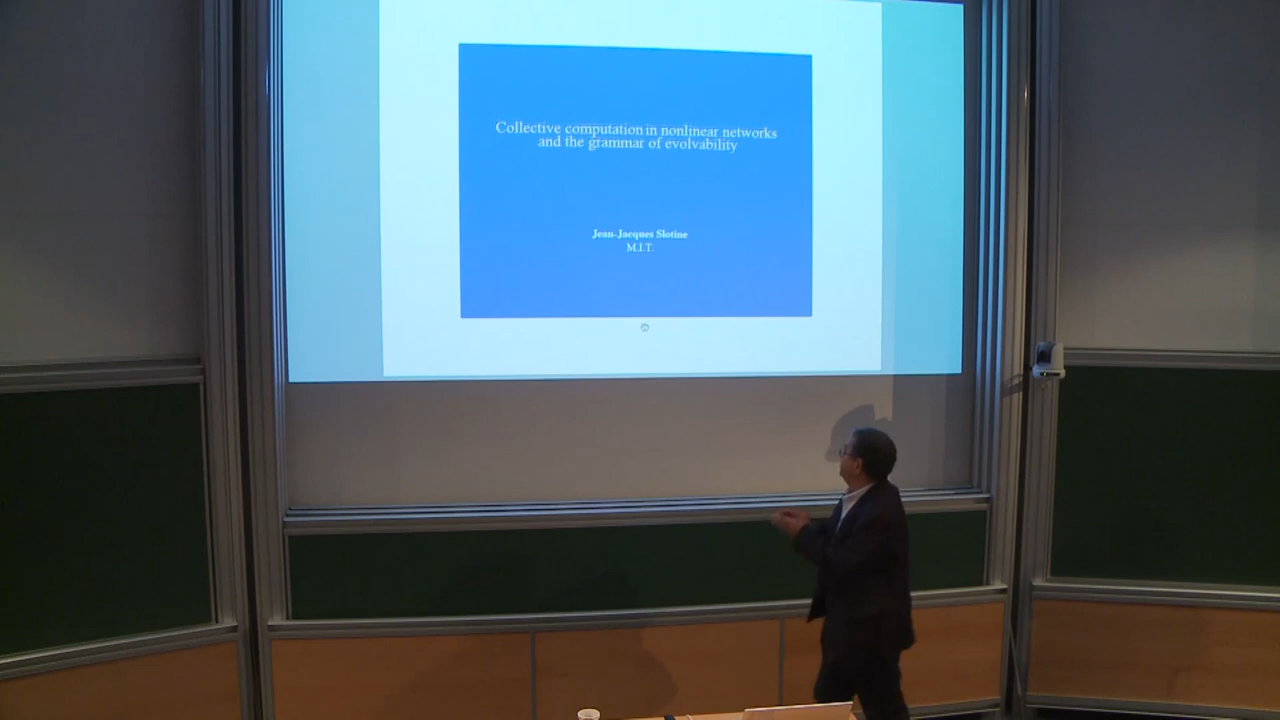 Collective computation in nonlinear networks
and the grammar of evolvability
Jean-Jacques Slotine
M.I.T.